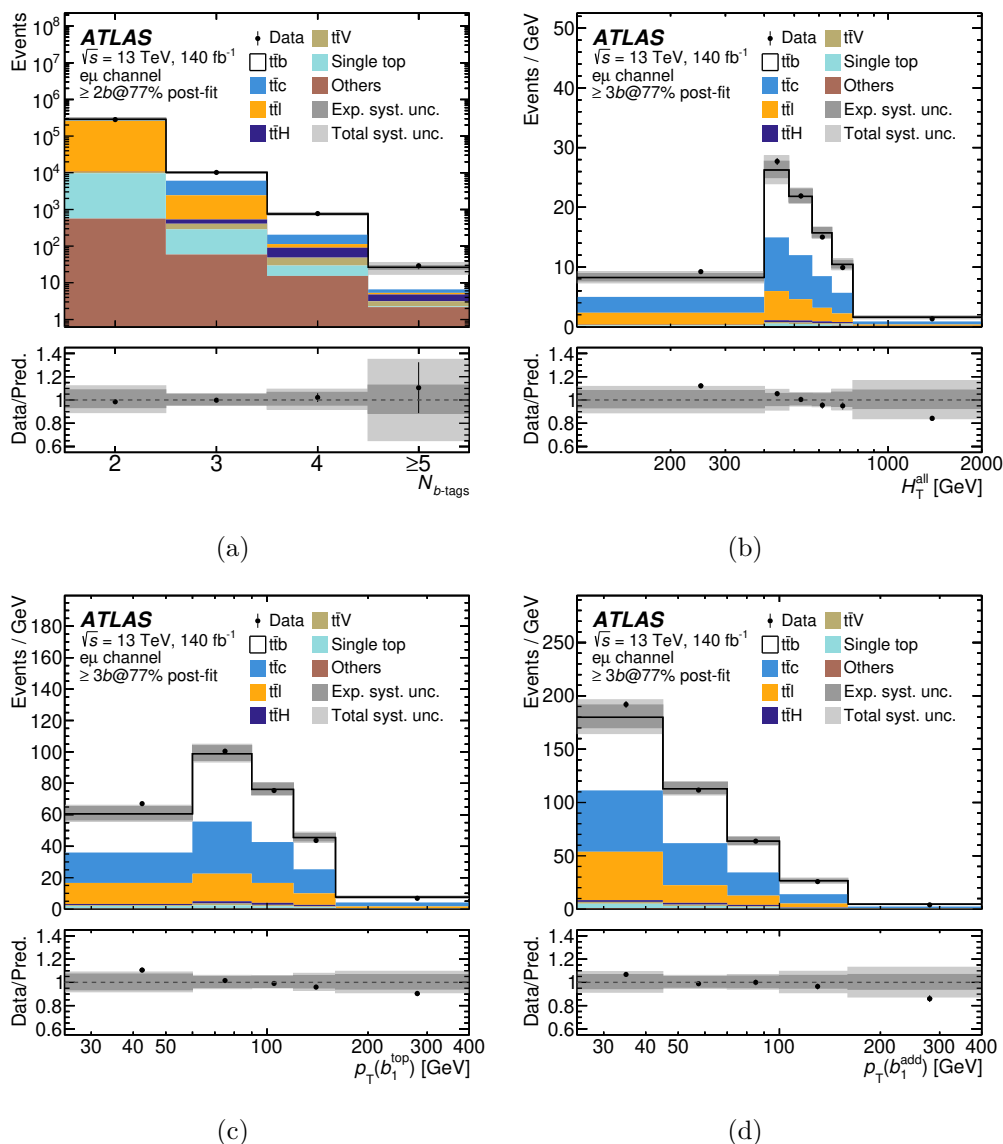 Events
10⁸
10⁷
10⁶
10⁵
10⁴
10³
10²
10
1
ATLAS
√s = 13 TeV, 140 fb⁻¹
eμ channel
≥ 2b@77% post-fit
Data
tt̄b
tt̄c
tt̄l
tt̄H
tt̄V
Single top
Others
Exp. syst. unc.
Total syst. unc.
Data/Pred.
1.4
1.2
1
0.8
0.6
2 3 4 ≥5
N_b-tags
(a)
Events / GeV
50
40
30
20
10
0
ATLAS
√s = 13 TeV, 140 fb⁻¹
eμ channel
≥ 3b@77% post-fit
Data
tt̄b
tt̄c
tt̄l
tt̄H
tt̄V
Single top
Others
Exp. syst. unc.
Total syst. unc.
Data/Pred.
1.4
1.2
1
0.8
0.6
200 300 1000 2000
H_T^all [GeV]
(b)
Events / GeV
180
160
140
120
100
80
60
40
20
0
ATLAS
√s = 13 TeV, 140 fb⁻¹
eμ channel
≥ 3b@77% post-fit
Data
tt̄b
tt̄c
tt̄l
tt̄H
tt̄V
Single top
Others
Exp. syst. unc.
Total syst. unc.
Data/Pred.
1.4
1.2
1
0.8
0.6
30 40 50 100 200 300 400
p_T(b_1^top) [GeV]
(c)
Events / GeV
250
200
150
100
50
0
ATLAS
√s = 13 TeV, 140 fb⁻¹
eμ channel
≥ 3b@77% post-fit
Data
tt̄b
tt̄c
tt̄l
tt̄H
tt̄V
Single top
Others
Exp. syst. unc.
Total syst. unc.
Data/Pred.
1.4
1.2
1
0.8
0.6
30 40 50 100 200 300 400
p_T(b_1^add) [GeV]
(d)